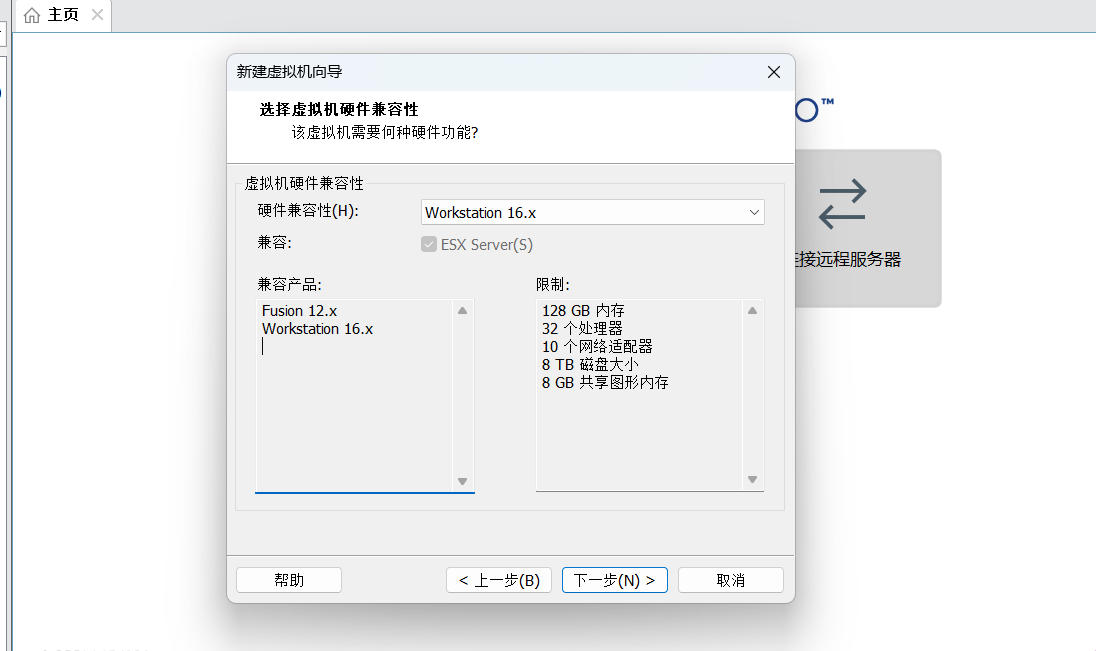 主页
新建虚拟机向导
选择虚拟机硬件兼容性
该虚拟机需要何种硬件功能?
O™
虚拟机硬件兼容性
硬件兼容性(H):
Workstation 16.x
兼容:
ESX Server(S)
连接远程服务器
兼容产品:
限制:
Fusion 12.x
Workstation 16.x
128 GB 内存
32 个处理器
10 个网络适配器
8 TB 磁盘大小
8 GB 共享图形内存
帮助
< 上一步(B)
下一步(N) >
取消